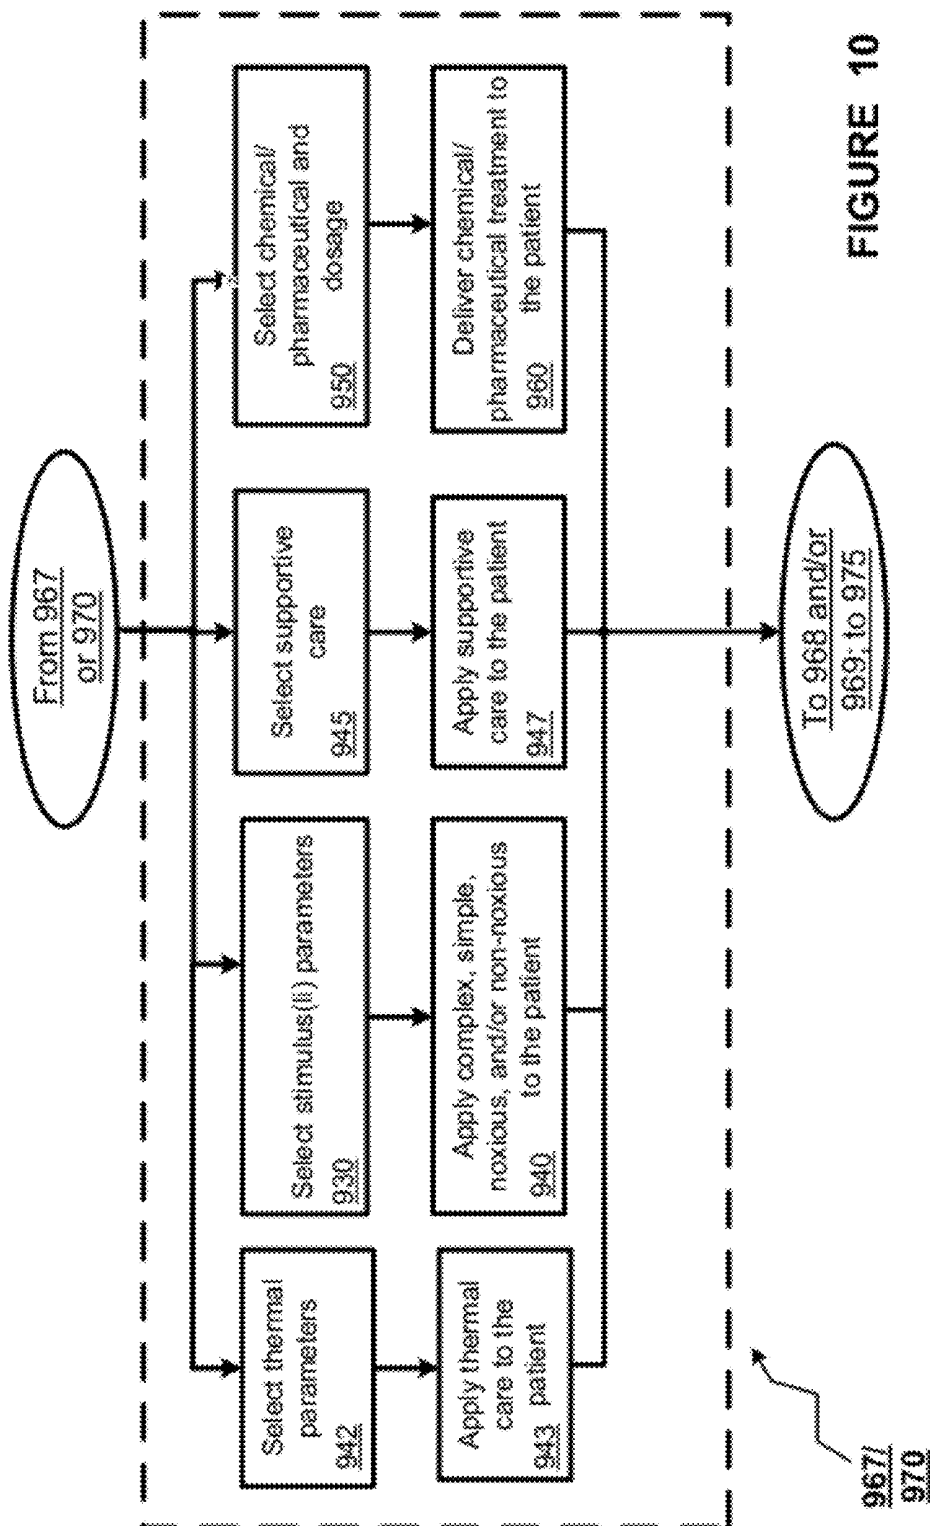 From 967
or 970
Select thermal
parameters
942
Select stimulus(li) parameters
930
Select supportive
care
945
Select chemical/
pharmaceutical and
dosage
950
Apply thermal
care to the
patient
943
Apply complex, simple,
noxious, and/or non-noxious
to the patient
940
Apply supportive
care to the patient
947
Deliver chemical/
pharmaceutical treatment to
the patient
960
To 968 and/or
969; to 975
967/
970
FIGURE 10